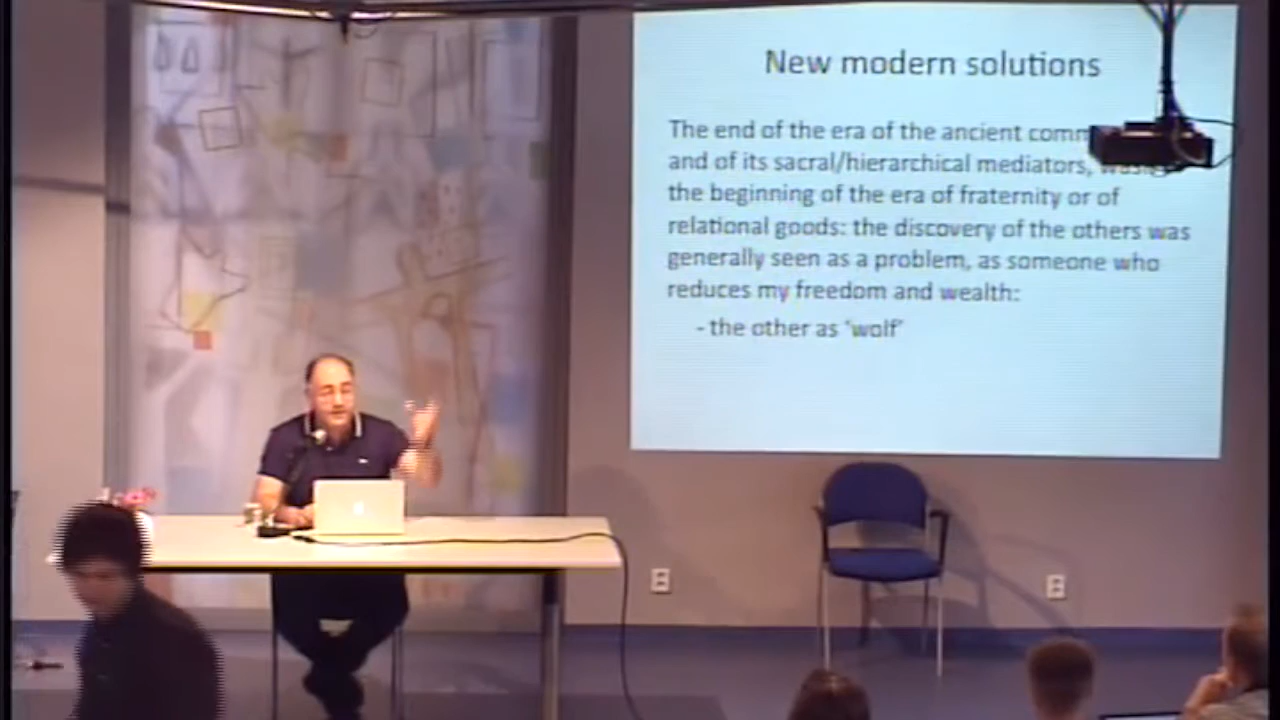 New modern solutions
The end of the era of the ancient
and of its sacral/hierarchical mediators,
the beginning of the era of fraternity or of
relational goods: the discovery of the others was
generally seen as a problem, as someone who
reduces my freedom and wealth:
- the other as 'wolf'